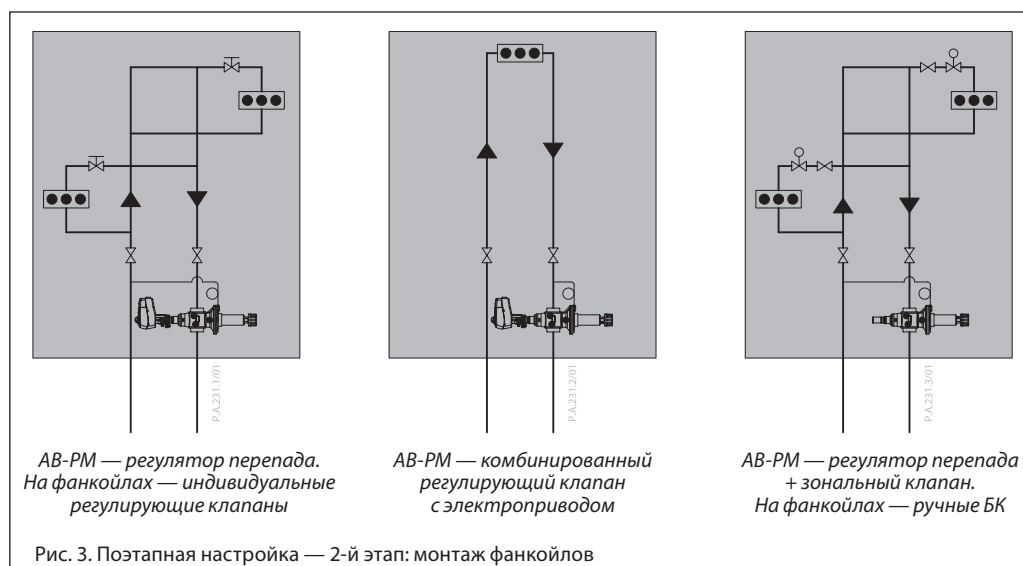 P.A.231.1/01
P.A.231.2/01
P.A.231.3/01
AB-PM — регулятор перепада.
На фанкойлах — индивидуальные
регулирующие клапаны
AB-PM — комбинированный
регулирующий клапан
с электроприводом
AB-PM — регулятор перепада
+ зональный клапан.
На фанкойлах — ручные БК
Рис. 3. Поэтапная настройка — 2-й этап: монтаж фанкойлов